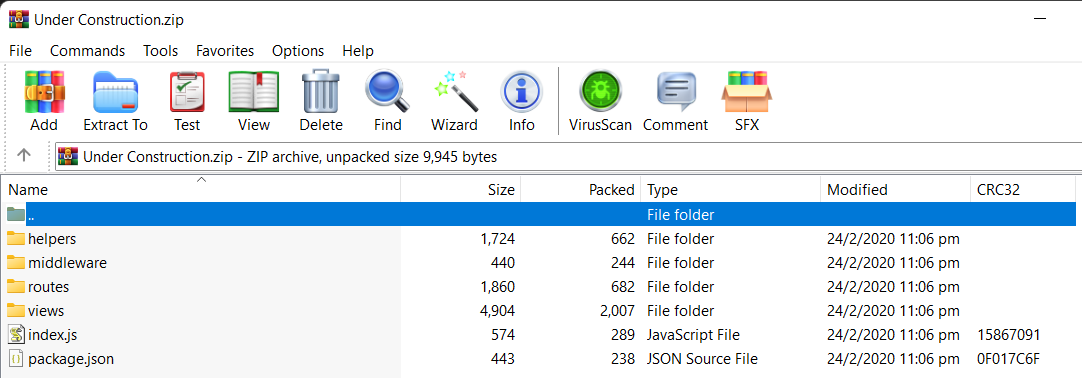 Under Construction.zip
File Commands Tools Favorites Options Help
Add Extract To Test View Delete Find Wizard Info VirusScan Comment SFX
Under Construction.zip - ZIP archive, unpacked size 9,945 bytes
Name Size Packed Type Modified CRC32
.. File folder
helpers 1,724 662 File folder 24/2/2020 11:06 pm
middleware 440 244 File folder 24/2/2020 11:06 pm
routes 1,860 682 File folder 24/2/2020 11:06 pm
views 4,904 2,007 File folder 24/2/2020 11:06 pm
index.js 574 289 JavaScript File 24/2/2020 11:06 pm 15867091
package.json 443 238 JSON Source File 24/2/2020 11:06 pm 0F017C6F